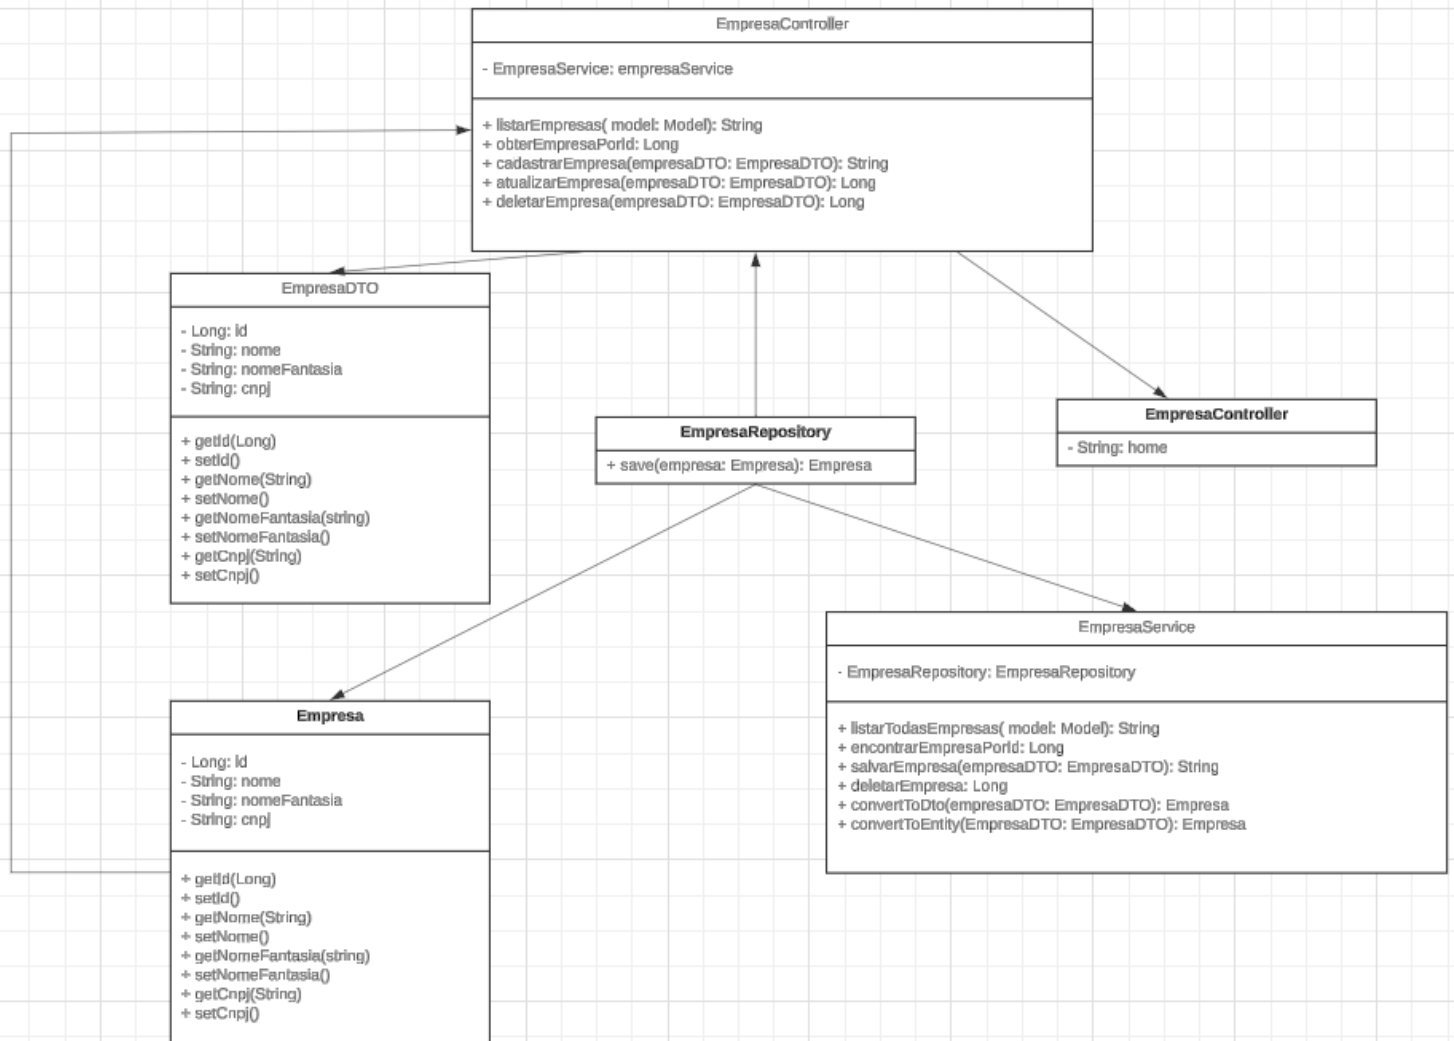 EmpresaController
- EmpresaService: empresaService
+ listarEmpresas( model: Model): String
+ obterEmpresaPorId: Long
+ cadastrarEmpresa(empresaDTO: EmpresaDTO): String
+ atualizarEmpresa(empresaDTO: EmpresaDTO): Long
+ deletarEmpresa(empresaDTO: EmpresaDTO): Long
EmpresaDTO
- Long: id
- String: nome
- String: nomeFantasia
- String: cnpj
+ getId(Long)
+ setId()
+ getNome(String)
+ setNome()
+ getNomeFantasia(string)
+ setNomeFantasia()
+ getCnpj(String)
+ setCnpj()
EmpresaRepository
+ save(empresa: Empresa): Empresa
EmpresaController
- String: home
Empresa
- Long: id
- String: nome
- String: nomeFantasia
- String: cnpj
+ getId(Long)
+ setId()
+ getNome(String)
+ setNome()
+ getNomeFantasia(string)
+ setNomeFantasia()
+ getCnpj(String)
+ setCnpj()
EmpresaService
- EmpresaRepository: EmpresaRepository
+ listarTodasEmpresas( model: Model): String
+ encontrarEmpresaPorId: Long
+ salvarEmpresa(empresaDTO: EmpresaDTO): String
+ deletarEmpresa: Long
+ convertToDto(empresaDTO: EmpresaDTO): Empresa
+ convertToEntity(EmpresaDTO: EmpresaDTO): Empresa